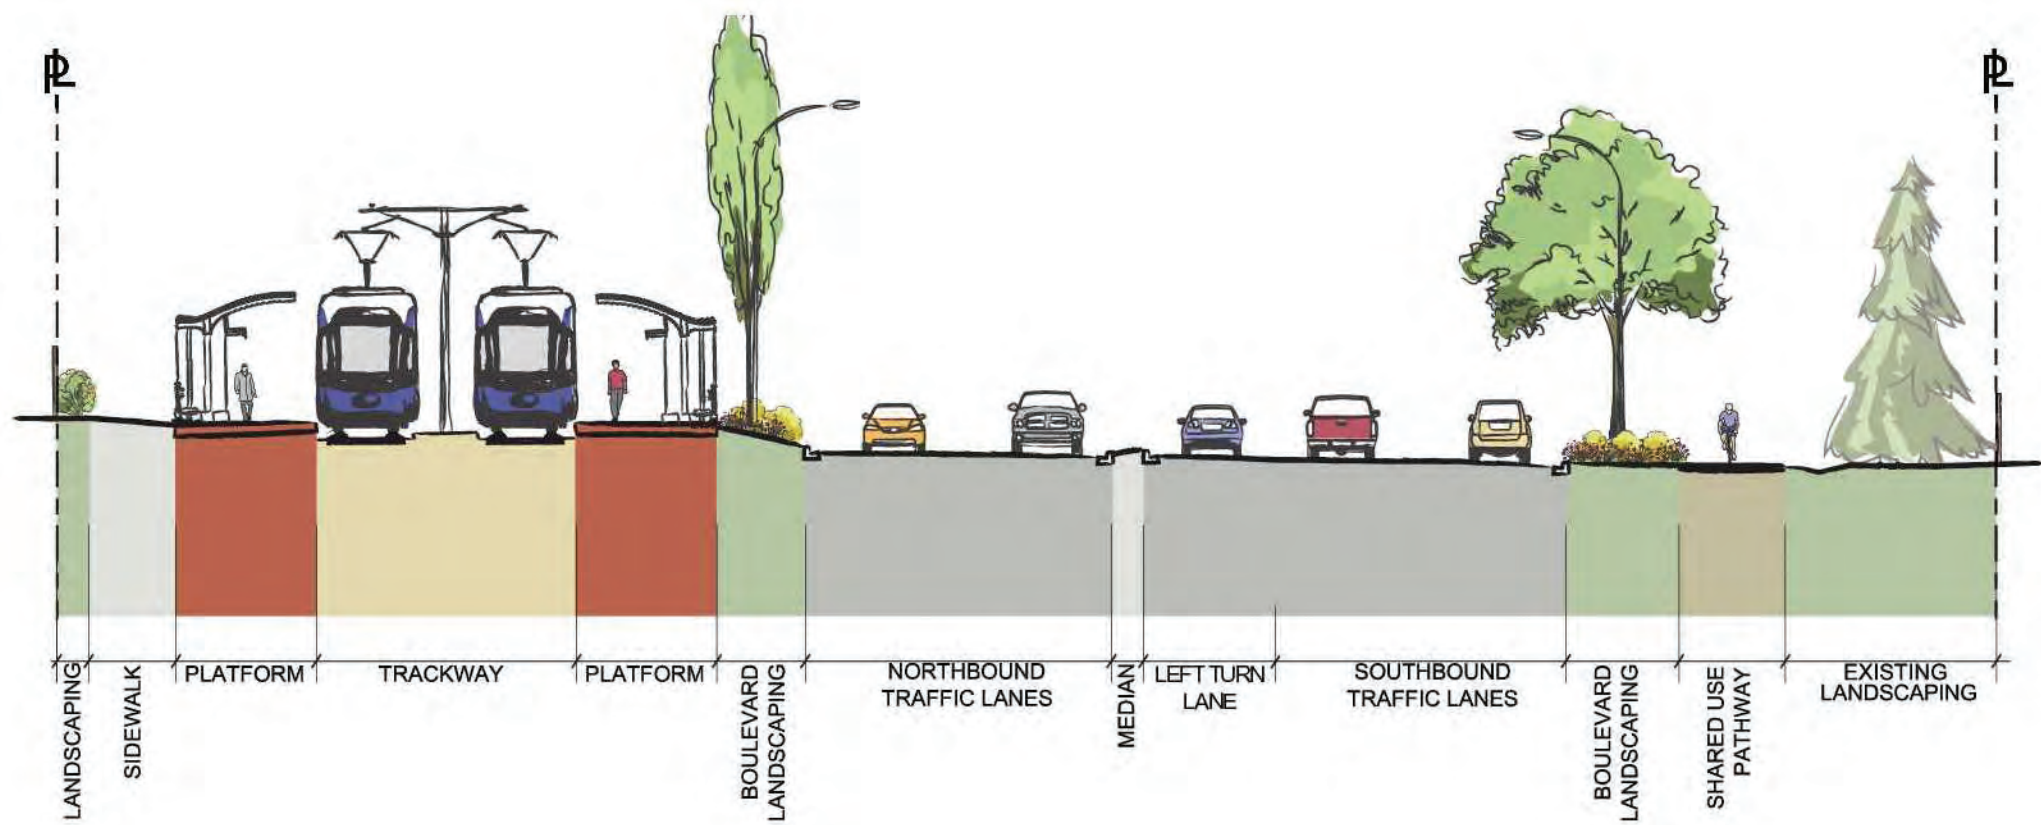 PL
PL
LANDSCAPING
SIDEWALK
PLATFORM
TRACKWAY
PLATFORM
BOULEVARD
LANDSCAPING
NORTHBOUND
TRAFFIC LANES
MEDIAN
LEFT TURN
LANE
SOUTHBOUND
TRAFFIC LANES
BOULEVARD
LANDSCAPING
SHARED USE
PATHWAY
EXISTING
LANDSCAPING